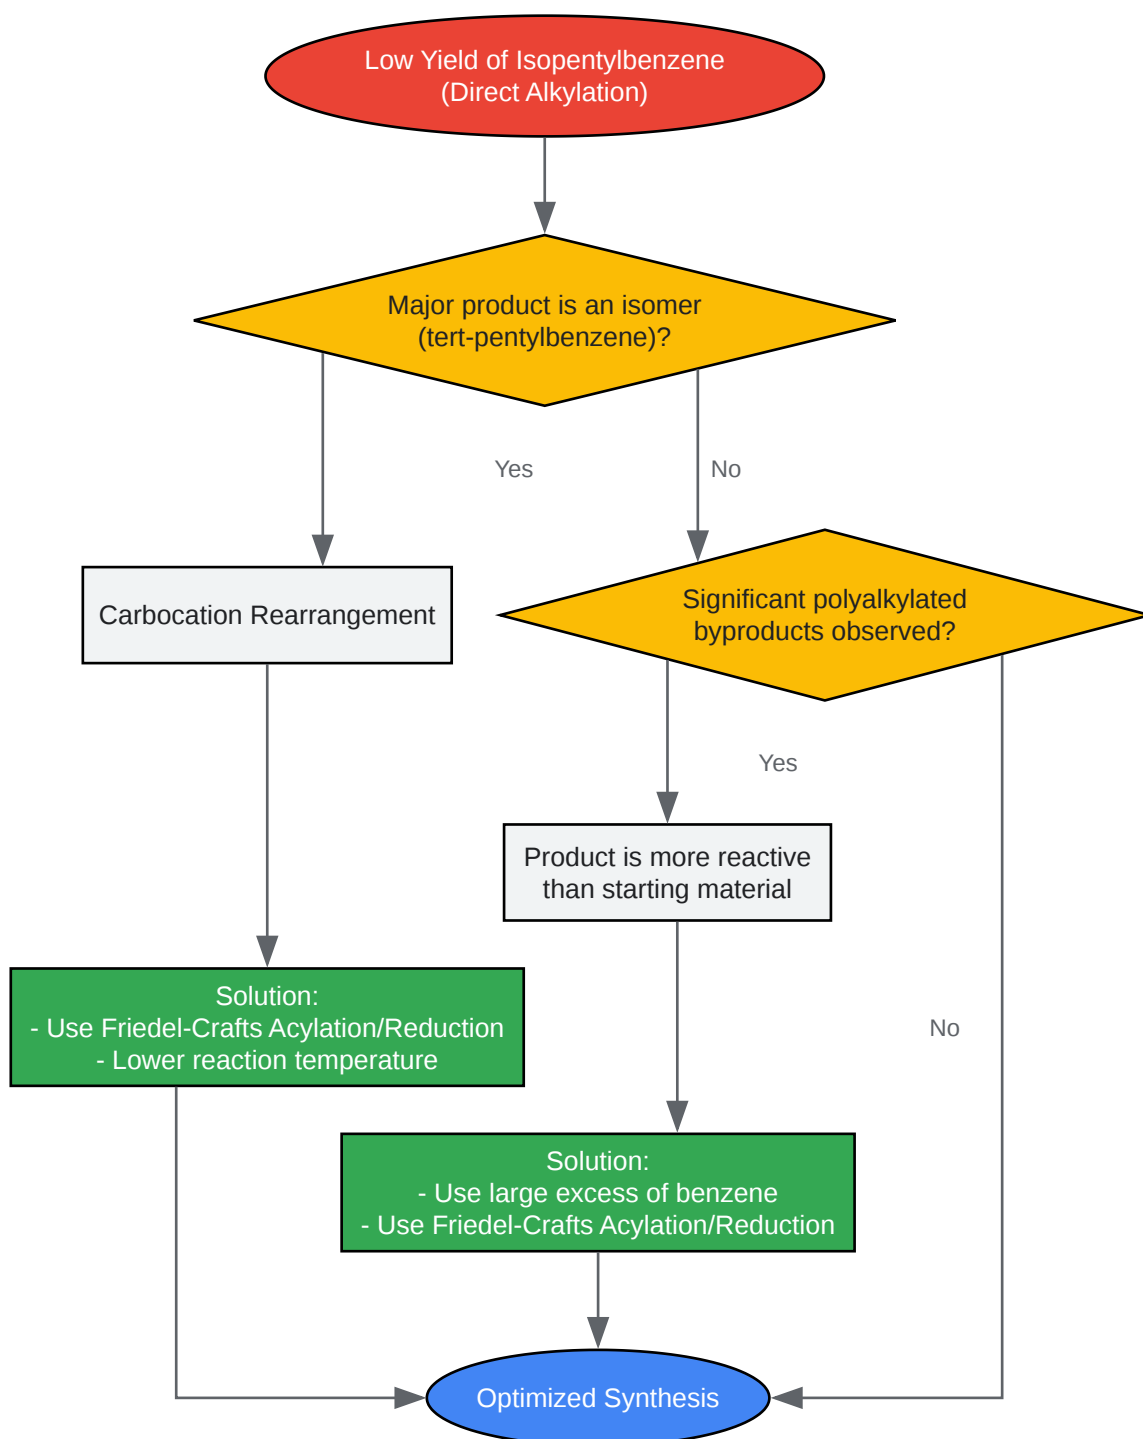 Low Yield of Isopentylbenzene
(Direct Alkylation)
Major product is an isomer
(tert-pentylbenzene)?
Yes
No
Carbocation Rearrangement
Significant polyalkylated
byproducts observed?
Yes
Product is more reactive
than starting material
Solution:
- Use Friedel-Crafts Acylation/Reduction
- Lower reaction temperature
No
Solution:
- Use large excess of benzene
- Use Friedel-Crafts Acylation/Reduction
Optimized Synthesis